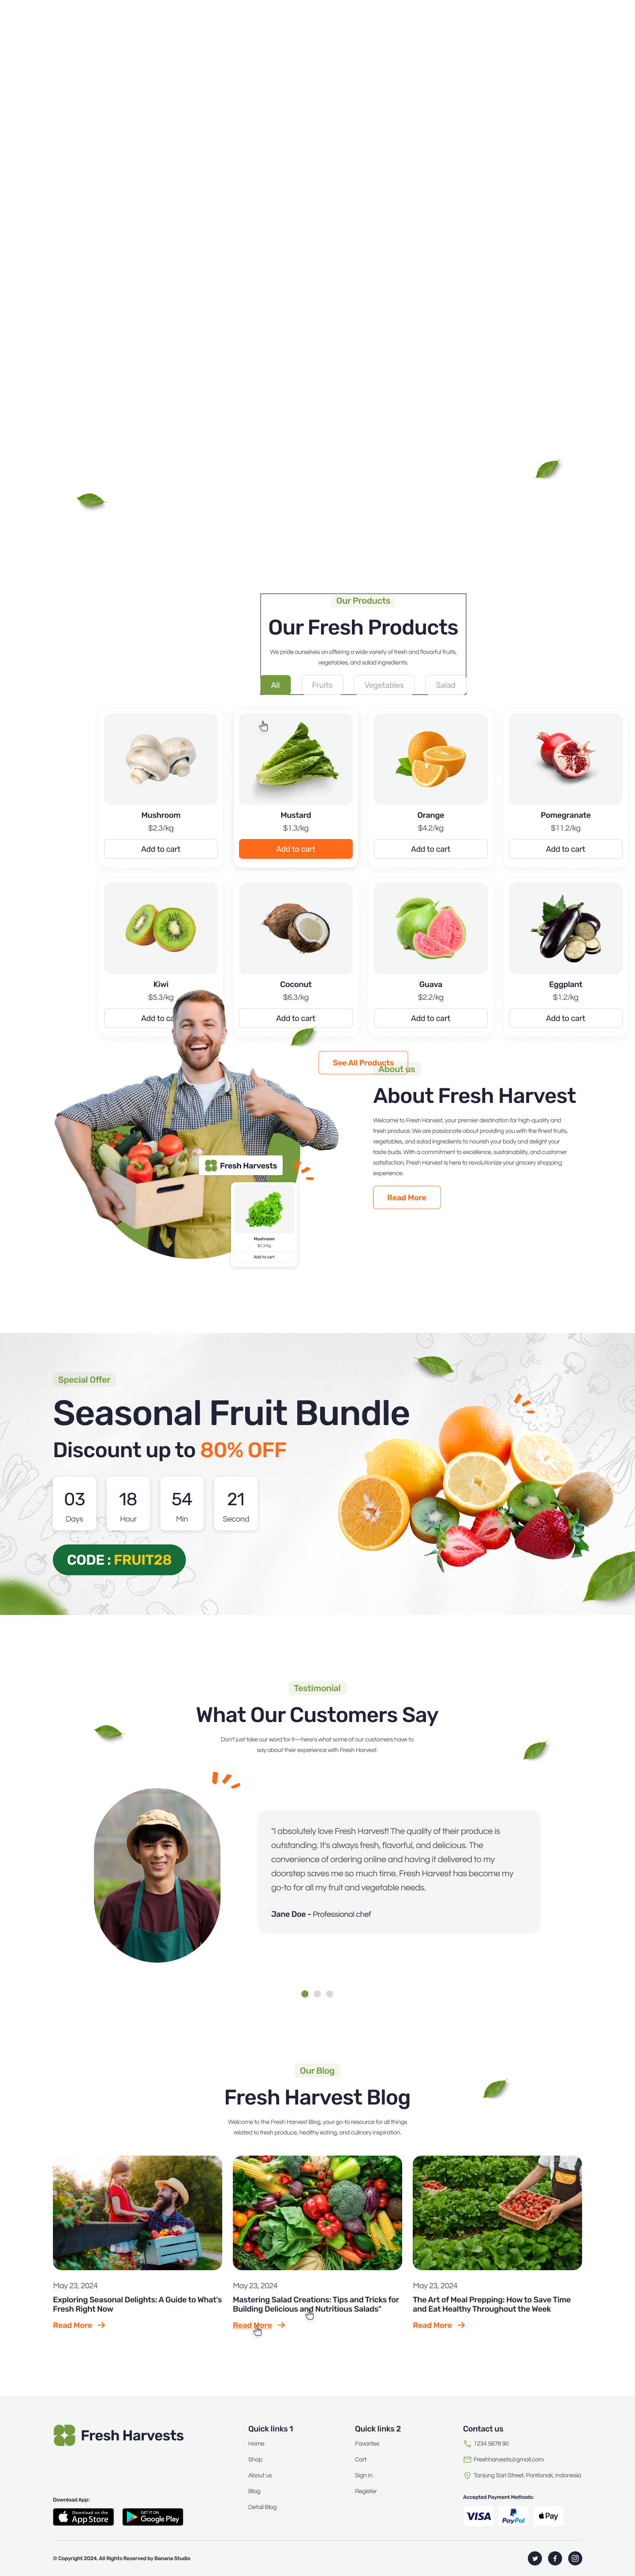 Our Products
Our Fresh Products
We pride ourselves on offering a wide variety of fresh and flavorful fruits,
vegetables, and salad ingredients.
All
Fruits
Vegetables
Salad
Mushroom
$2.3/kg
Add to cart
Mustard
$1.3/kg
Add to cart
Orange
$4.2/kg
Add to cart
Pomegranate
$11.2/kg
Add to cart
Kiwi
$5.3/kg
Add to ca
Coconut
$6.3/kg
Add to cart
Guava
$2.2/kg
Add to cart
Eggplant
$1.2/kg
Add to cart
See All Products
About us
About Fresh Harvest
Welcome to Fresh Harvest, your premier destination for high-quality and
fresh produce. We are passionate about providing you with the finest fruits,
vegetables, and salad ingredients to nourish your body and delight your
taste buds. With a commitment to excellence, sustainability, and customer
satisfaction, Fresh Harvest is here to revolutionize your grocery shopping
experience.
Read More
Fresh Harvests
Mushroom
$2.3/kg
Add to cart
Special Offer
Seasonal Fruit Bundle
Discount up to 80% OFF
03
Days
18
Hour
54
Min
21
Second
CODE : FRUIT28
Testimonial
What Our Customers Say
Don't just take our word for it—here's what some of our customers have to
say about their experience with Fresh Harvest:
"I absolutely love Fresh Harvest! The quality of their produce is
outstanding. It's always fresh, flavorful, and delicious. The
convenience of ordering online and having it delivered to my
doorstep saves me so much time. Fresh Harvest has become my
go-to for all my fruit and vegetable needs.
Jane Doe - Professional chef
Our Blog
Fresh Harvest Blog
Welcome to the Fresh Harvest Blog, your go-to resource for all things
related to fresh produce, healthy eating, and culinary inspiration.
May 23, 2024
Exploring Seasonal Delights: A Guide to What's
Fresh Right Now
Read More
May 23, 2024
Mastering Salad Creations: Tips and Tricks for
Building Delicious and Nutritious Salads"
Read More
May 23, 2024
The Art of Meal Prepping: How to Save Time
and Eat Healthy Throughout the Week
Read More
Fresh Harvests
Download App:
Download on the
App Store
GET IT ON
Google Play
Quick links 1
Home
Shop
About us
Blog
Detail Blog
Quick links 2
Favorites
Cart
Sign in
Register
Contact us
1234 5678 90
Freshharvests@gmail.com
Tanjung Sari Street, Pontianak, Indonesia
Accepted Payment Methods:
VISA
PayPal
Pay
© Copyright 2024, All Rights Reserved by Banana Studio